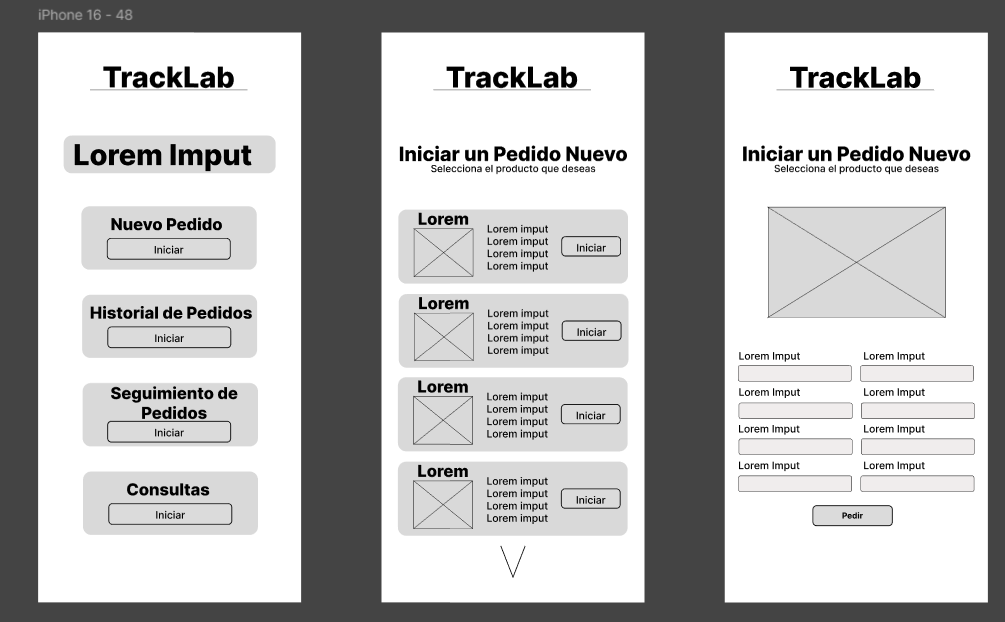 iPhone 16 - 48
TrackLab
Lorem Imput
Nuevo Pedido
Iniciar
Historial de Pedidos
Iniciar
Seguimiento de
Pedidos
Iniciar
Consultas
Iniciar
TrackLab
Iniciar un Pedido Nuevo
Selecciona el producto que deseas
Lorem
Lorem imput
Lorem imput
Lorem imput
Lorem imput
Iniciar
Lorem
Lorem imput
Lorem imput
Lorem imput
Lorem imput
Iniciar
Lorem
Lorem imput
Lorem imput
Lorem imput
Lorem imput
Iniciar
Lorem
Lorem imput
Lorem imput
Lorem imput
Lorem imput
Iniciar
TrackLab
Iniciar un Pedido Nuevo
Selecciona el producto que deseas
Lorem Imput
Lorem Imput
Lorem Imput
Lorem Imput
Lorem Imput
Lorem Imput
Lorem Imput
Lorem Imput
Pedir